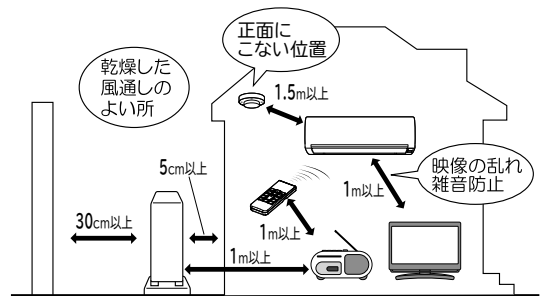 正面に
こない位置
乾燥した
風通しの
よい所
1.5m以上
5cm以上
映像の乱れ
雑音防止
1m以上
30cm以上
1m以上
1m以上